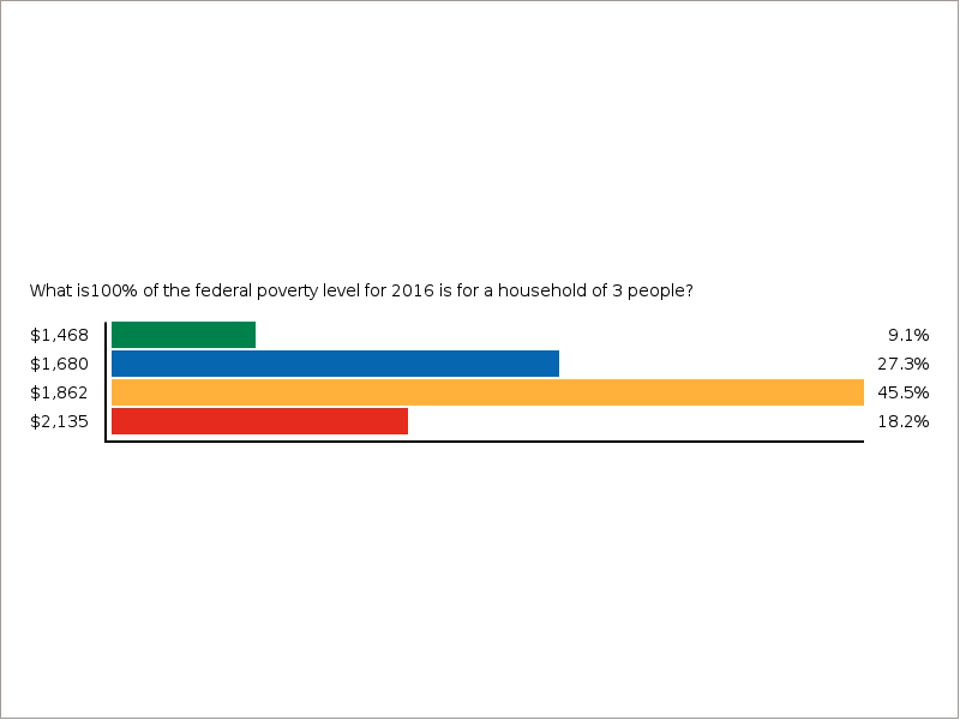 What is100% of the federal poverty level for 2016 is for a household of 3 people?
$1,468 9.1%
$1,680 27.3%
$1,862 45.5%
$2,135 18.2%